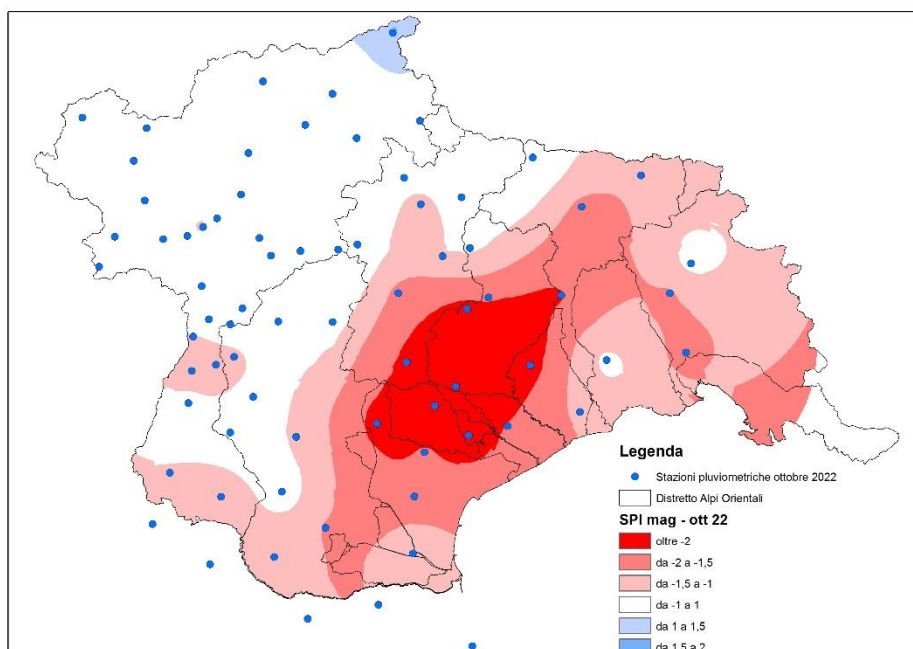 Legenda
Stazioni pluviometriche ottobre 2022
Distretto Alpi Orientali
SPI mag - ott 22
oltre -2
da -2 a -1,5
da -1,5 a -1
da -1 a 1
da 1 a 1,5
da 1,5 a 2